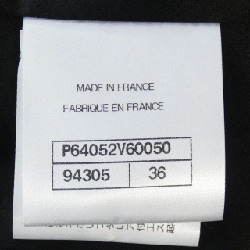 MADE IN FRANCE
FABRIQUE EN FRANCE
P64052V60050
94305 36